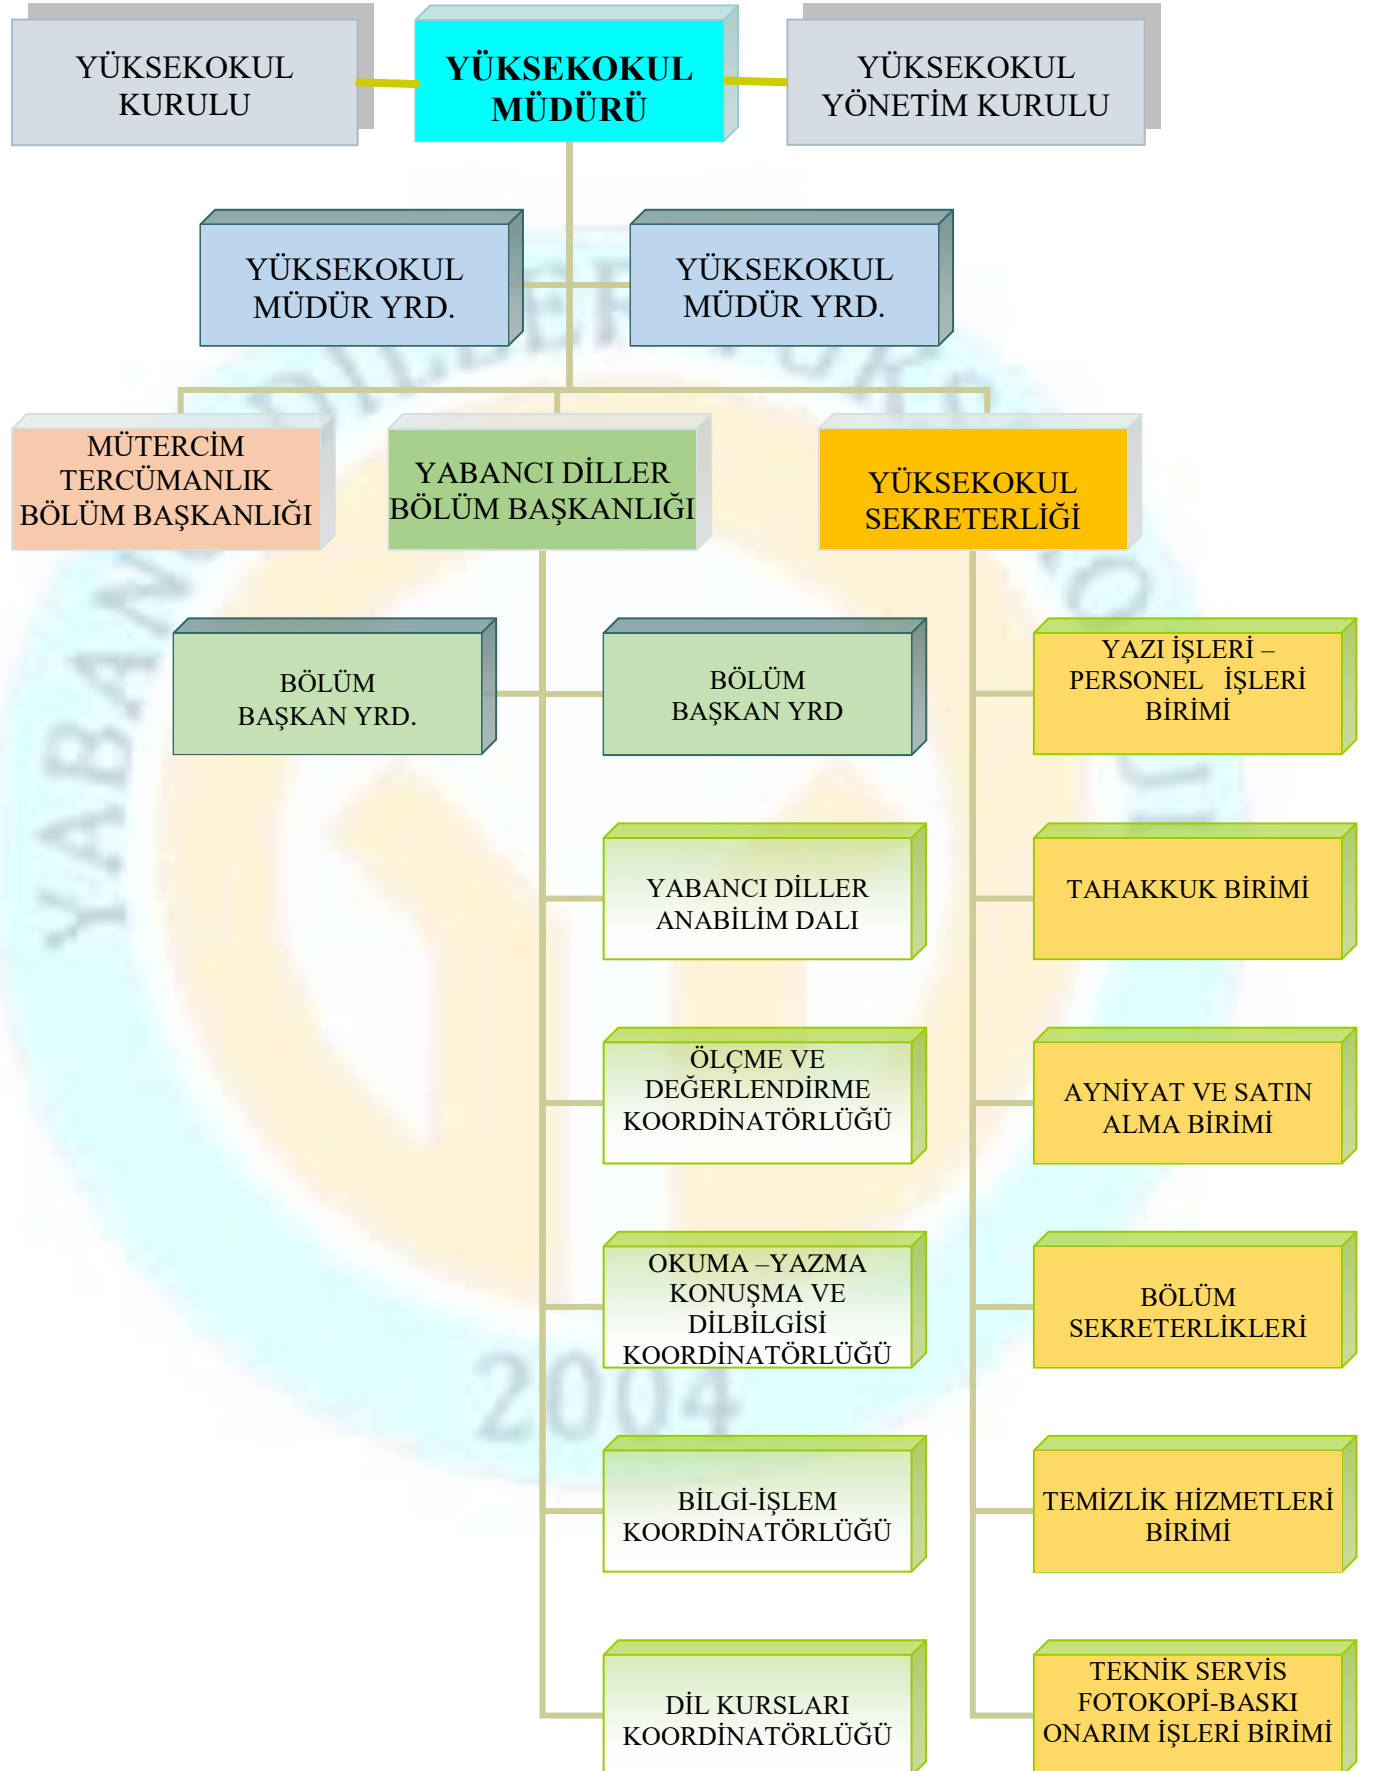 YÜKSEKOKUL
KURULU
YÜKSEKOKUL
MÜDÜRÜ
YÜKSEKOKUL
YÖNETİM KURULU
YÜKSEKOKUL
MÜDÜR YRD.
YÜKSEKOKUL
MÜDÜR YRD.
MÜTERCİM
TERCÜMANLIK
BÖLÜM BAŞKANLIĞI
YABANCI DİLLER
BÖLÜM BAŞKANLIĞI
YÜKSEKOKUL
SEKRETERLİĞİ
BÖLÜM
BAŞKAN YRD.
BÖLÜM
BAŞKAN YRD
YAZI İŞLERİ –
PERSONEL İŞLERİ
BİRİMİ
YABANCI DİLLER
ANABİLİM DALI
TAHAKKUK BİRİMİ
ÖLÇME VE
DEĞERLENDİRME
KOORDİNATÖRLÜĞÜ
AYNİYAT VE SATIN
ALMA BİRİMİ
OKUMA –YAZMA
KONUŞMA VE
DİLBİLGİSİ
KOORDİNATÖRLÜĞÜ
BÖLÜM
SEKRETERLİKLERİ
BİLGİ-İŞLEM
KOORDİNATÖRLÜĞÜ
TEMİZLİK HİZMETLERİ
BİRİMİ
DİL KURSLARI
KOORDİNATÖRLÜĞÜ
TEKNİK SERVİS
FOTOKOPİ-BASKI
ONARIM İŞLERİ BİRİMİ
2004